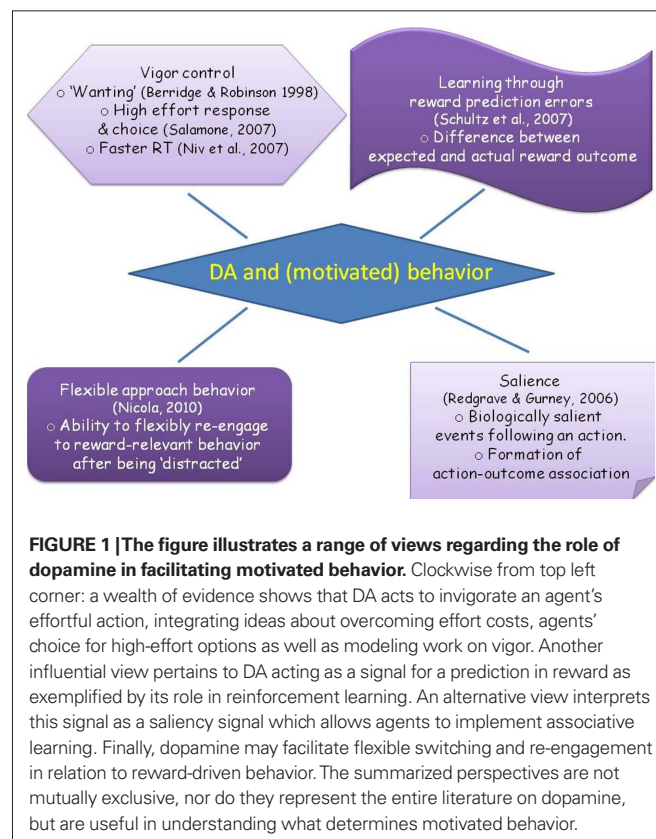 Vigor control
o 'Wanting' (Berridge & Robinson 1998)
o High effort response
& choice (Salamone, 2007)
o Faster RT (Niv et al., 2007)
Learning through
reward prediction errors
(Schultz et al., 2007)
o Difference between
expected and actual reward outcome
DA and (motivated) behavior
Flexible approach behavior
(Nicola, 2010)
o Ability to flexibly re-engage
to reward-relevant behavior
after being 'distracted'
Salience
(Redgrave & Gurney, 2006)
o Biologically salient
events following an action.
o Formation of
action-outcome association
FIGURE 1 | The figure illustrates a range of views regarding the role of
dopamine in facilitating motivated behavior. Clockwise from top left
corner: a wealth of evidence shows that DA acts to invigorate an agent's
effortful action, integrating ideas about overcoming effort costs, agents'
choice for high-effort options as well as modeling work on vigor. Another
influential view pertains to DA acting as a signal for a prediction in reward as
exemplified by its role in reinforcement learning. An alternative view interprets
this signal as a saliency signal which allows agents to implement associative
learning. Finally, dopamine may facilitate flexible switching and re-engagement
in relation to reward-driven behavior. The summarized perspectives are not
mutually exclusive, nor do they represent the entire literature on dopamine,
but are useful in understanding what determines motivated behavior.